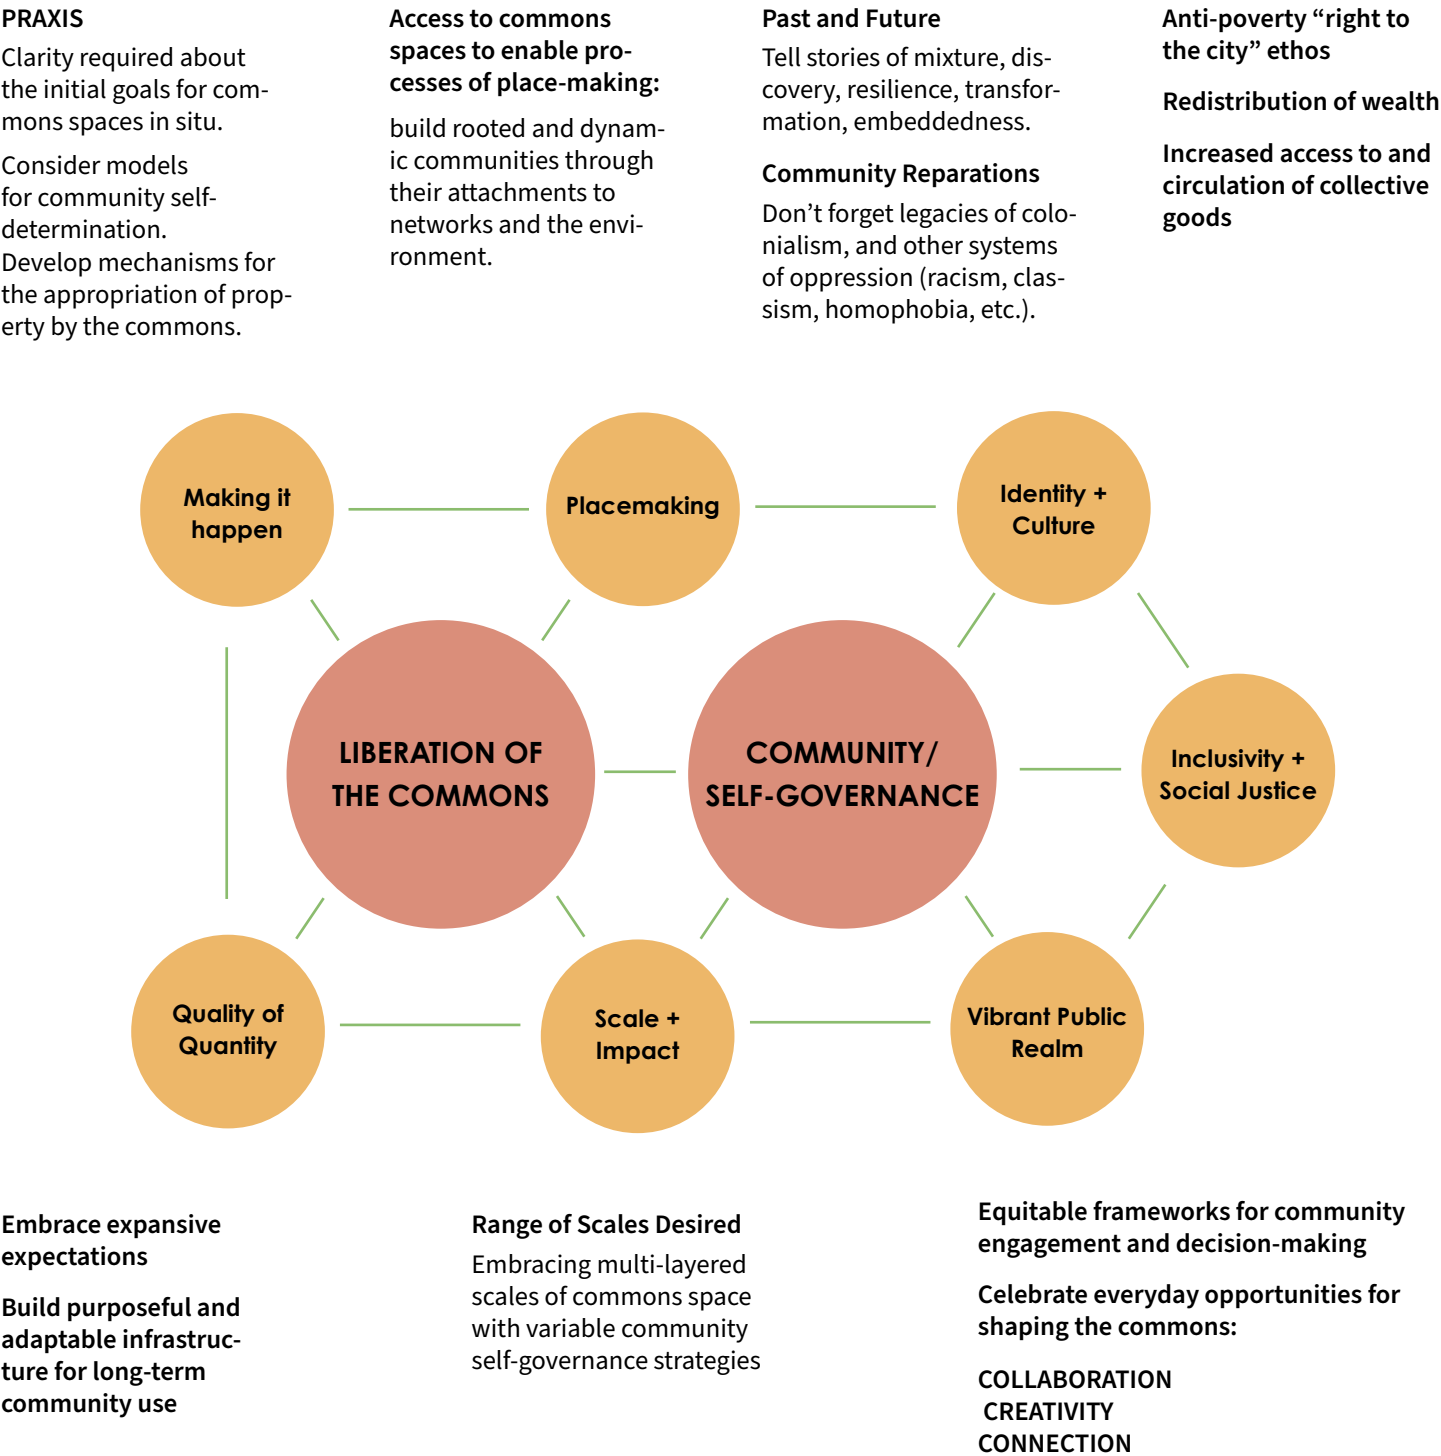 PRAXIS
Clarity required about
the initial goals for com-
mons spaces in situ.
Consider models
for community self-
determination.
Develop mechanisms for
the appropriation of prop-
erty by the commons.
Access to commons
spaces to enable pro-
cesses of place-making:
build rooted and dynam-
ic communities through
their attachments to
networks and the envi-
ronment.
Past and Future
Tell stories of mixture, dis-
covery, resilience, transfor-
mation, embeddedness.
Community Reparations
Don’t forget legacies of colo-
nialism, and other systems
of oppression (racism, clas-
sism, homophobia, etc.).
Anti-poverty “right to
the city” ethos
Redistribution of wealth
Increased access to and
circulation of collective
goods
Making it
happen
Placemaking
Identity +
Culture
LIBERATION OF
THE COMMONS
COMMUNITY/
SELF-GOVERNANCE
Inclusivity +
Social Justice
Quality of
Quantity
Scale +
Impact
Vibrant Public
Realm
Embrace expansive
expectations
Build purposeful and
adaptable infrastruc-
ture for long-term
community use
Range of Scales Desired
Embracing multi-layered
scales of commons space
with variable community
self-governance strategies
Equitable frameworks for community
engagement and decision-making
Celebrate everyday opportunities for
shaping the commons:
COLLABORATION
CREATIVITY
CONNECTION